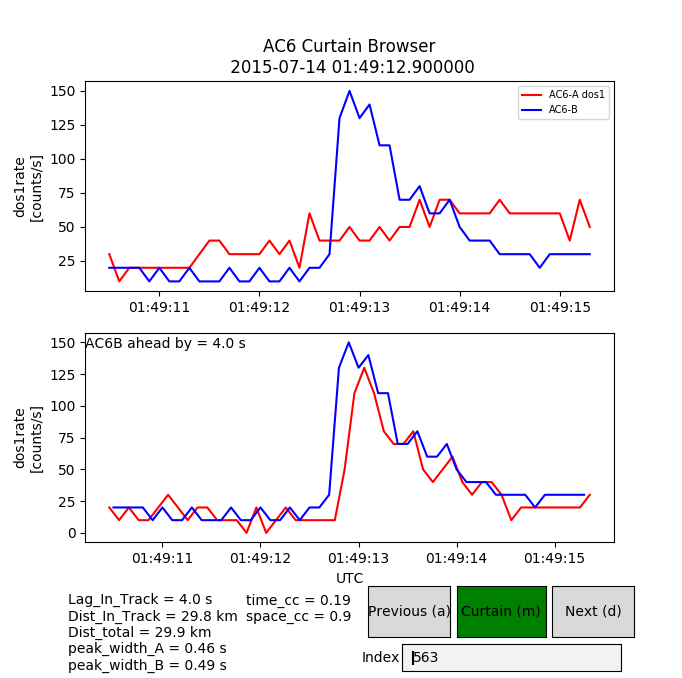 AC6 Curtain Browser
2015-07-14 01:49:12.900000
150
125
100
75
50
25
dos1rate
[counts/s]
AC6-A dos1
AC6-B
01:49:11 01:49:12 01:49:13 01:49:14 01:49:15
AC6B ahead by = 4.0 s
150
125
100
75
50
25
0
dos1rate
[counts/s]
01:49:11 01:49:12 01:49:13 01:49:14 01:49:15
UTC
Lag_In_Track = 4.0 s time_cc = 0.19
Dist_In_Track = 29.8 km space_cc = 0.9
Dist_total = 29.9 km
peak_width_A = 0.46 s
peak_width_B = 0.49 s
Previous (a) Curtain (m) Next (d)
Index 563